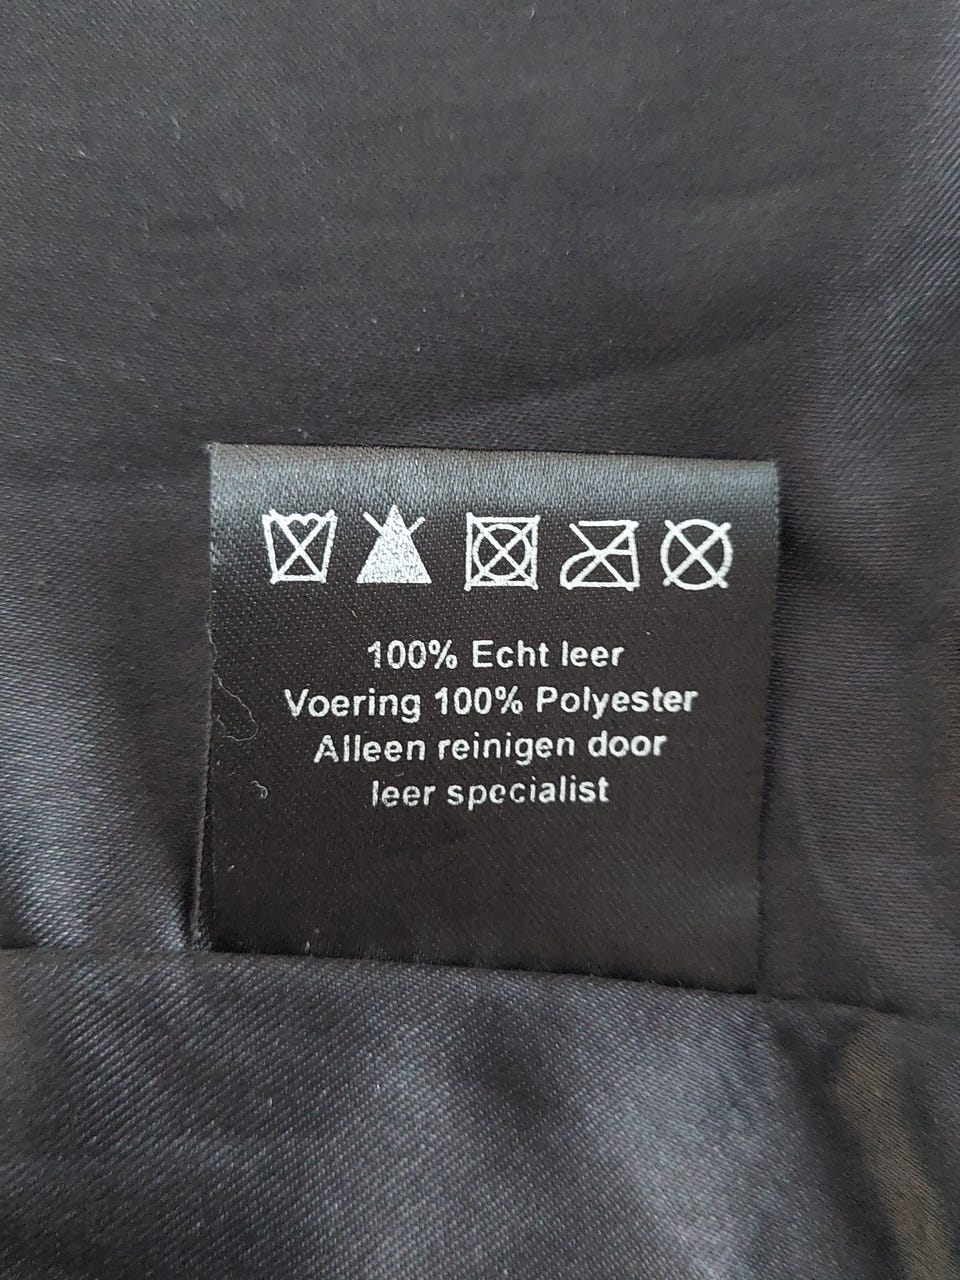 100% Echt leer
Voering 100% Polyester
Alleen reinigen door
leer specialist